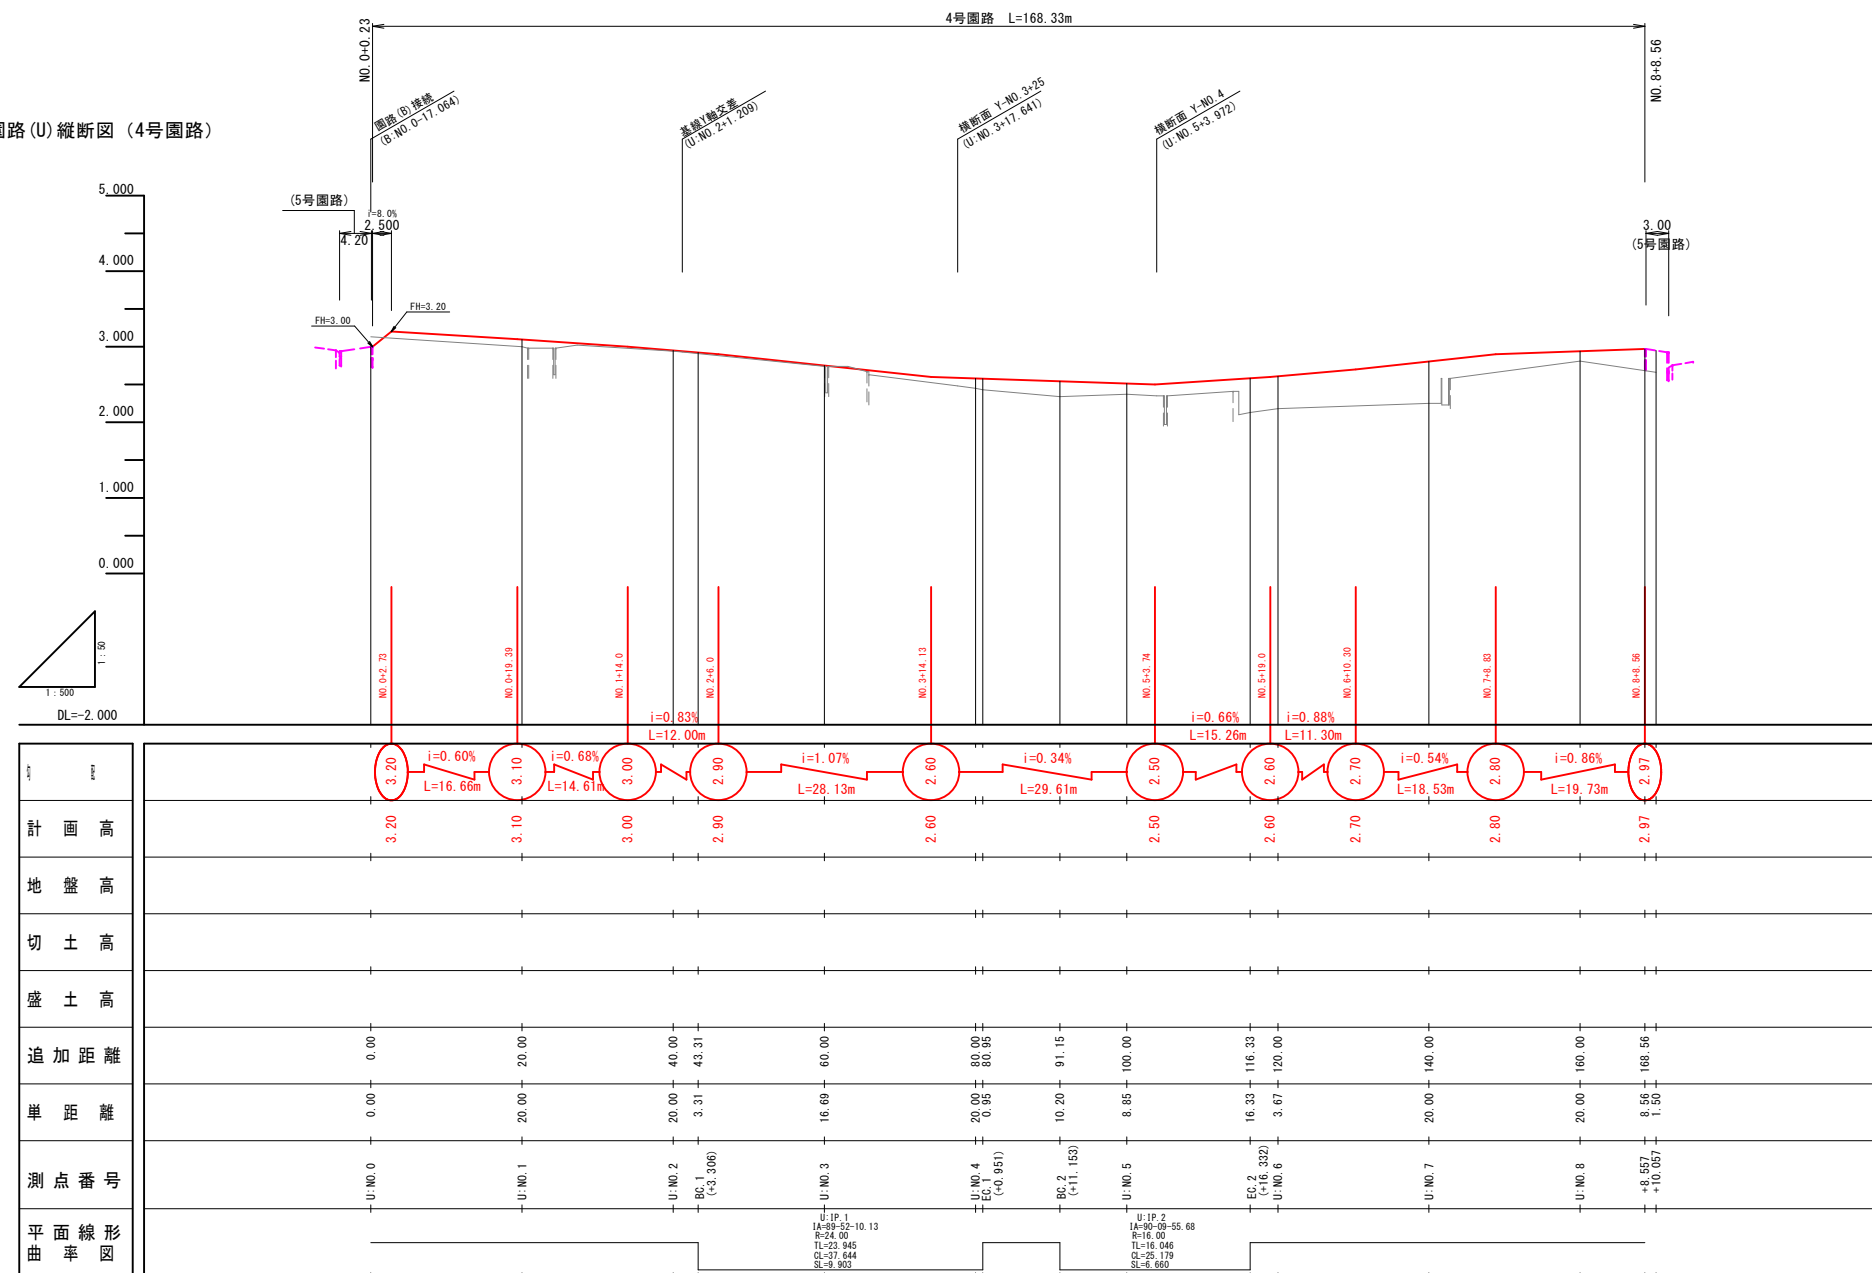 4号園路 L=168.33m
NO.0+0.23
NO.8+8.56
園路(B)接続
(B:NO.0-17.064)
基線Y軸交差
(U:NO.2+1.209)
横断面 Y-NO.3+25
(U:NO.3+17.641)
横断面 Y-NO.4
(U:NO.5+3.972)
園路(U)縦断図(4号園路)
5.000
4.000
3.000
2.000
1.000
0.000
(5号園路)
i=8.0%
2.500
4.20
3.00
(5号園路)
FH=3.00
FH=3.20
1:50
1:500
DL=-2.000
NO.0+2.73
NO.0+19.39
NO.1+14.0
NO.2+6.0
NO.3+14.13
NO.5+3.74
NO.5+19.0
NO.6+10.30
NO.7+8.83
NO.8+8.56
i=0.83%
L=12.00m
i=0.66%
L=15.26m
i=0.88%
L=11.30m
i=0.60%
L=16.66m
i=0.68%
L=14.61m
i=1.07%
L=28.13m
i=0.34%
L=29.61m
i=0.54%
L=18.53m
i=0.86%
L=19.73m
3.20 3.10 3.00 2.90 2.60 2.50 2.60 2.70 2.80 2.97
計画高 3.20 3.10 3.00 2.90 2.60 2.50 2.60 2.70 2.80 2.97
地盤高
切土高
盛土高
追加距離 0.00 20.00 40.00 43.31 60.00 80.00 80.95 91.15 100.00 116.33 120.00 140.00 160.00 168.56
単距離 0.00 20.00 20.00 3.31 16.69 20.00 0.95 10.20 8.85 16.33 3.67 20.00 20.00 8.56 1.50
測点番号 U:NO.0 U:NO.1 U:NO.2 BC.1 (+3.306) U:NO.3 U:NO.4 EC.1 (+0.951) BC.2 (+11.153) U:NO.5 EC.2 (+16.332) U:NO.6 U:NO.7 U:NO.8 +8.557 +10.057
平面線形
曲率図
U:IP.1
IA=89-52-10.13
R=24.00
TL=23.945
CL=37.644
SL=9.903
U:IP.2
IA=90-09-55.68
R=16.00
TL=16.046
CL=25.179
SL=6.660